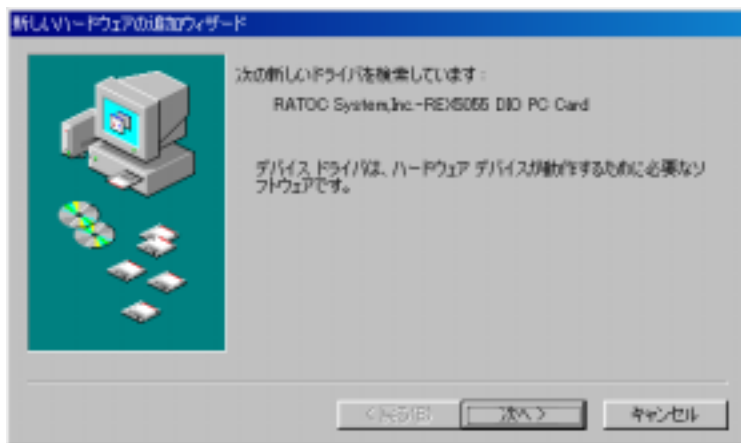 新しいハードウェアの追加ウィザード
次の新しいドライバを検索しています：
RATOC System,Inc.-REX5055 DIO PC Card
デバイス ドライバは、ハードウェア デバイスが動作するために必要なソ
フトウェアです。
< 戻る(B)
次へ >
キャンセル